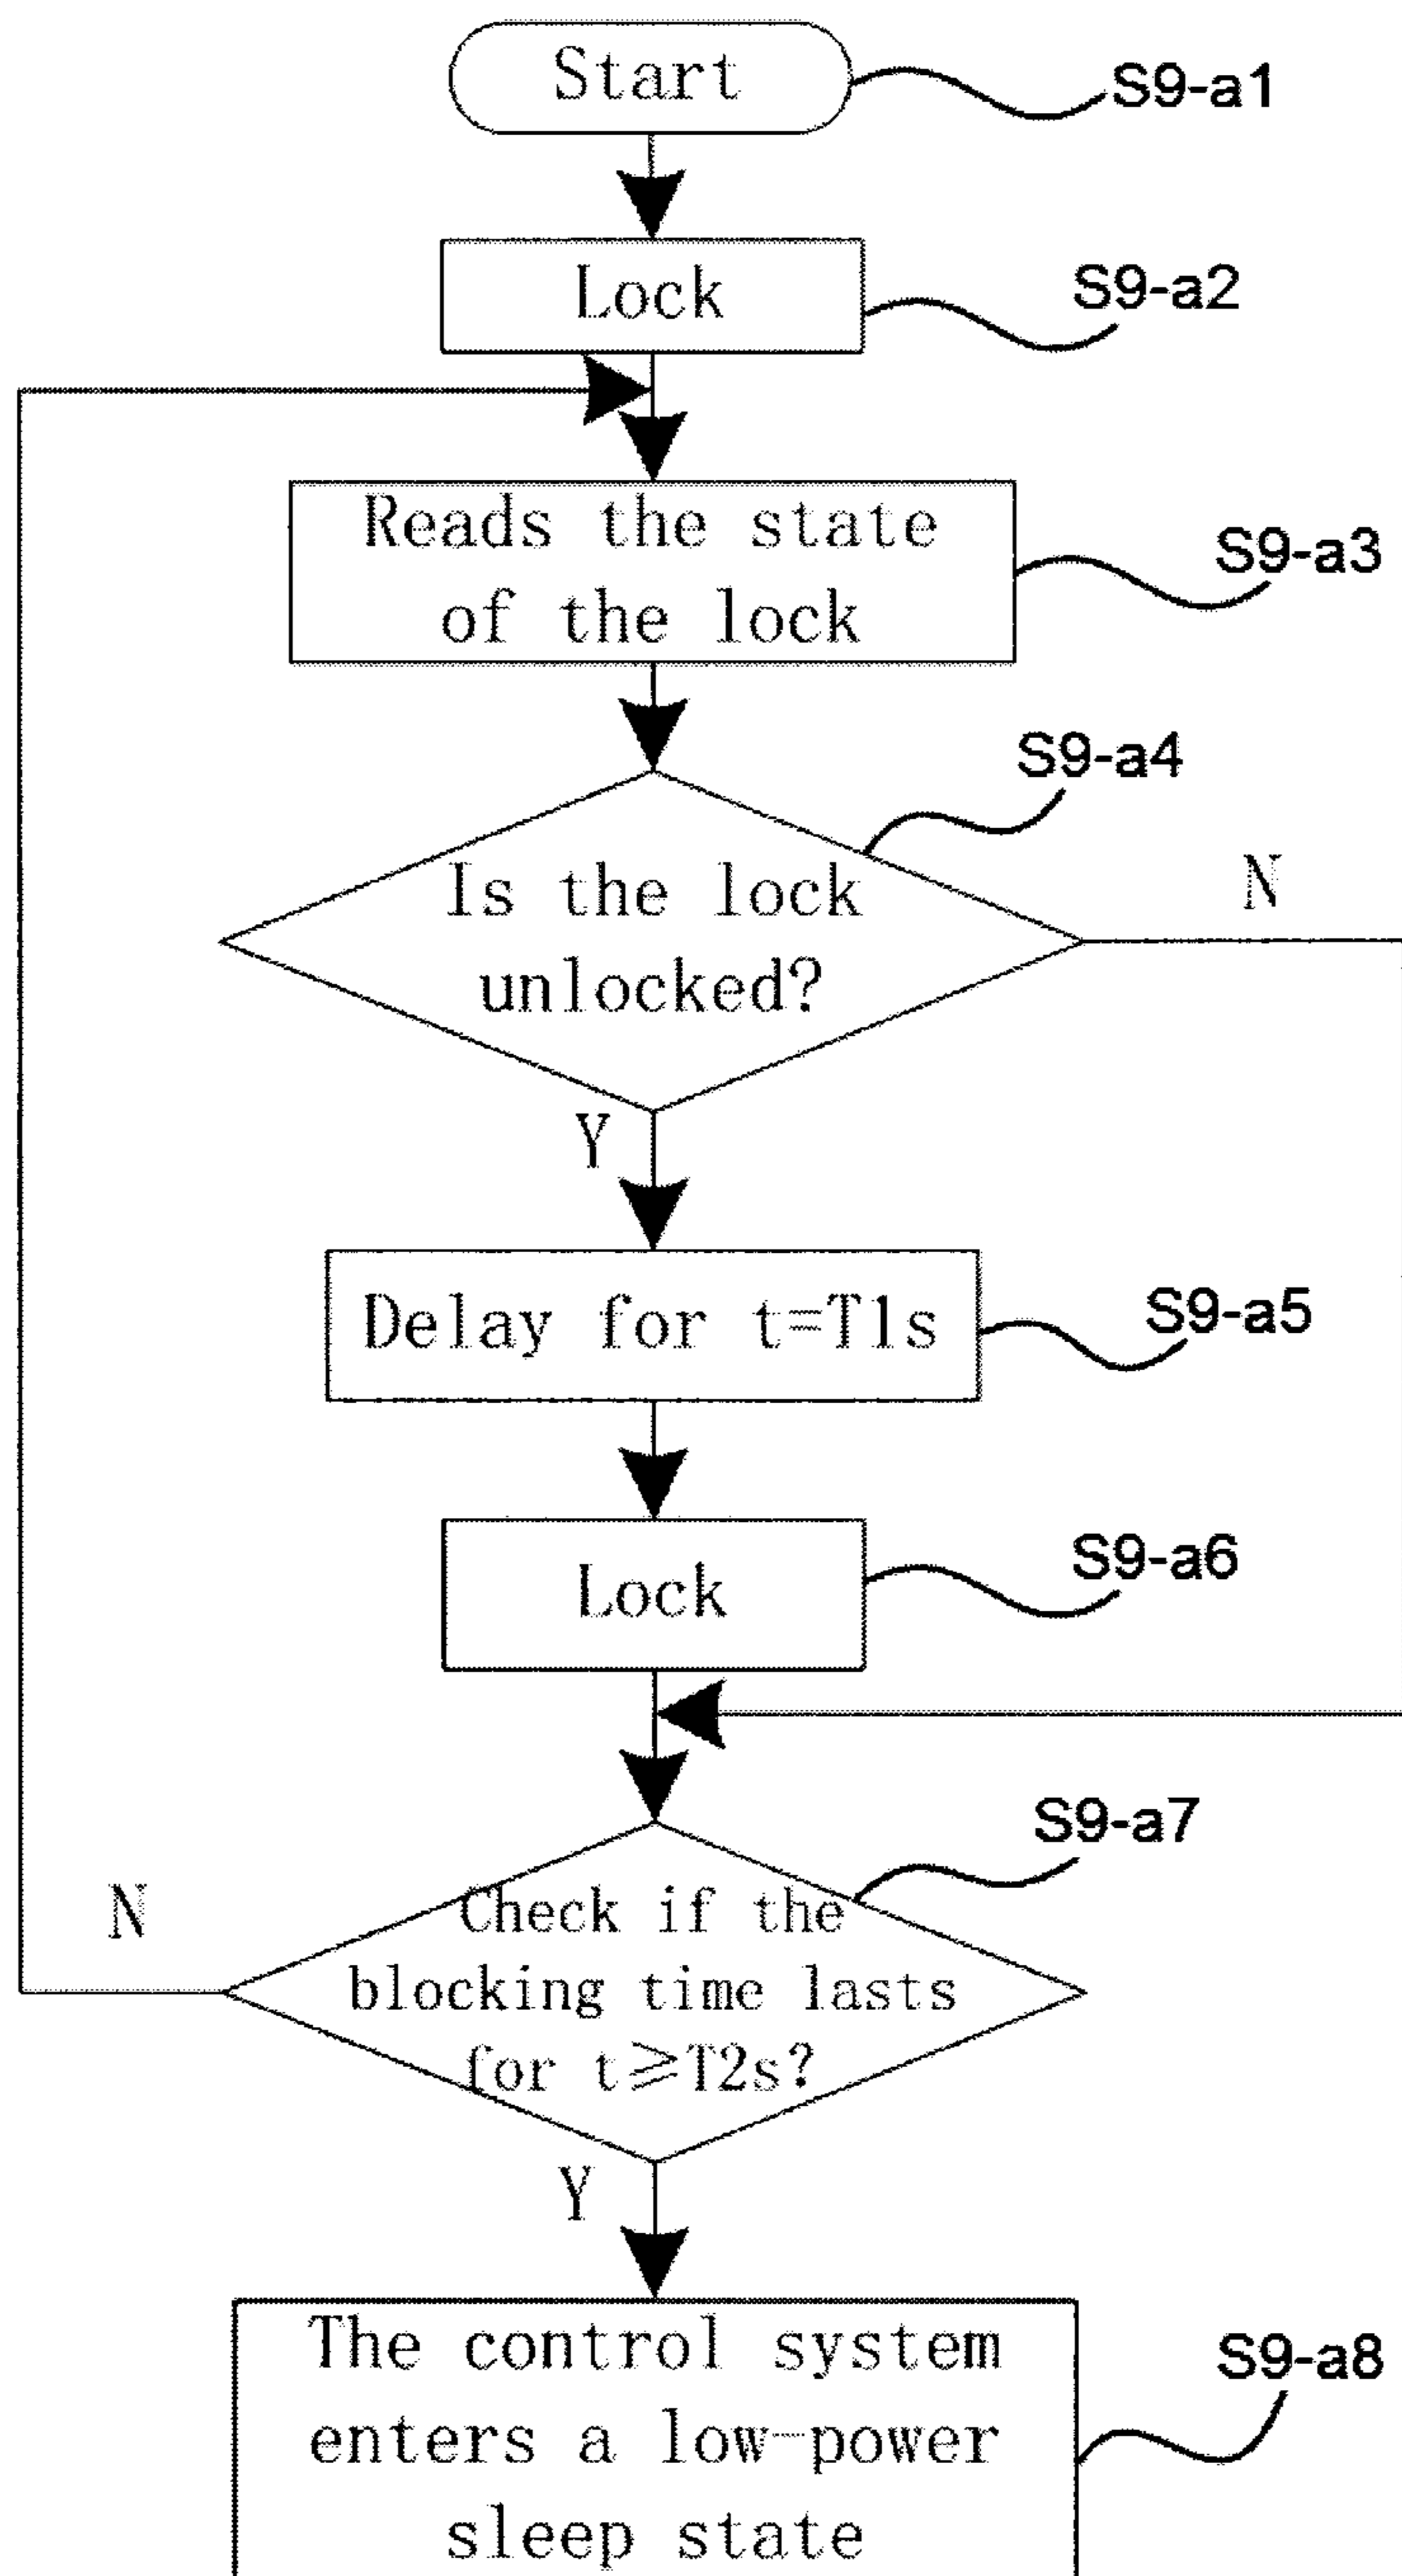 Start
S9-a1
Lock
S9-a2
Reads the state
of the lock
S9-a3
S9-a4
Is the lock
unlocked?
N
Y
Delay for t=T1s
S9-a5
Lock
S9-a6
S9-a7
Check if the
blocking time lasts
for t≥T2s?
N
Y
The control system
enters a low-power
sleep state
S9-a8